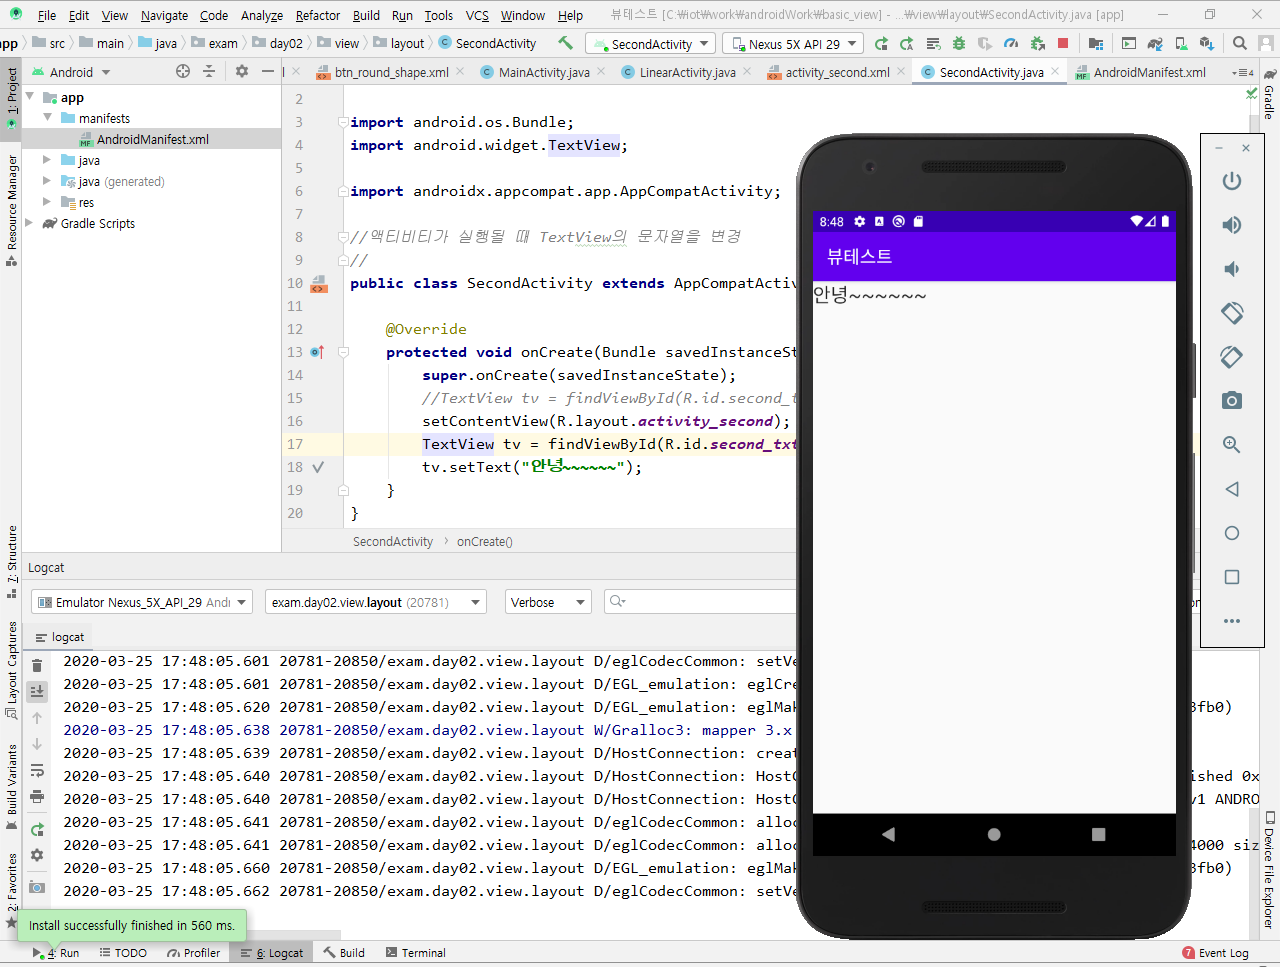 File Edit View Navigate Code Analyze Refactor Build Run Tools VCS Window Help 뷰테스트 [C:₩iot₩work₩androidWork₩basic_view] - ...₩view₩layout₩SecondActivity.java [app]
app src main java exam day02 view layout SecondActivity SecondActivity Nexus 5X API 29
Android btn_round_shape.xml MainActivity.java LinearActivity.java activity_second.xml SecondActivity.java AndroidManifest.xml
1: Project
Resource Manager
7: Structure
Layout Captures
Build Variants
2: Favorites
Gradle
Device File Explorer
app
manifests
AndroidManifest.xml
java
java (generated)
res
Gradle Scripts
2
3 import android.os.Bundle;
4 import android.widget.TextView;
5
6 import androidx.appcompat.app.AppCompatActivity;
7
8 //액티비티가 실행될 때 TextView의 문자열을 변경
9 //
10 public class SecondActivity extends AppCompatActiv
11
12 @Override
13 protected void onCreate(Bundle savedInstanceSt
14 super.onCreate(savedInstanceState);
15 //TextView tv = findViewById(R.id.second_t
16 setContentView(R.layout.activity_second);
17 TextView tv = findViewById(R.id.second_txt
18 tv.setText("안녕~~~~~~");
19 }
20 }
SecondActivity onCreate()
8:48
뷰테스트
안녕~~~~~~
Logcat
Emulator Nexus_5X_API_29 Andr exam.day02.view.layout (20781) Verbose
logcat
2020-03-25 17:48:05.601 20781-20850/exam.day02.view.layout D/eglCodecCommon: setVe
2020-03-25 17:48:05.601 20781-20850/exam.day02.view.layout D/EGL_emulation: eglCre
2020-03-25 17:48:05.620 20781-20850/exam.day02.view.layout D/EGL_emulation: eglMak 3fb0)
2020-03-25 17:48:05.638 20781-20850/exam.day02.view.layout W/Gralloc3: mapper 3.x
2020-03-25 17:48:05.639 20781-20850/exam.day02.view.layout D/HostConnection: creat
2020-03-25 17:48:05.640 20781-20850/exam.day02.view.layout D/HostConnection: HostC ished 0x
2020-03-25 17:48:05.640 20781-20850/exam.day02.view.layout D/HostConnection: HostC v1 ANDRO
2020-03-25 17:48:05.641 20781-20850/exam.day02.view.layout D/eglCodecCommon: alloc
2020-03-25 17:48:05.641 20781-20850/exam.day02.view.layout D/eglCodecCommon: alloc 4000 siz
2020-03-25 17:48:05.660 20781-20850/exam.day02.view.layout D/EGL_emulation: eglMak 3fb0)
2020-03-25 17:48:05.662 20781-20850/exam.day02.view.layout D/eglCodecCommon: setVe
Install successfully finished in 560 ms.
4: Run TODO Profiler 6: Logcat Build Terminal 7 Event Log